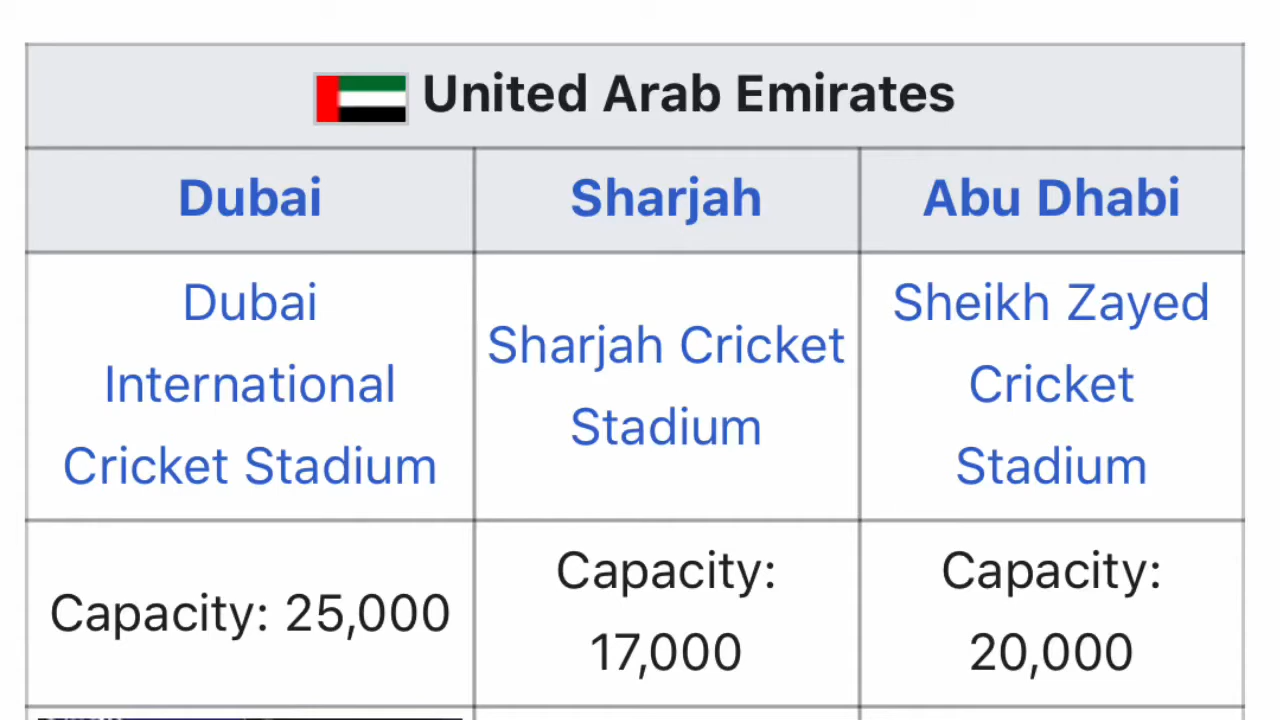 United Arab Emirates
Dubai
Sharjah
Abu Dhabi
Dubai
International
Cricket Stadium
Sharjah Cricket
Stadium
Sheikh Zayed
Cricket
Stadium
Capacity: 25,000
Capacity:
17,000
Capacity:
20,000